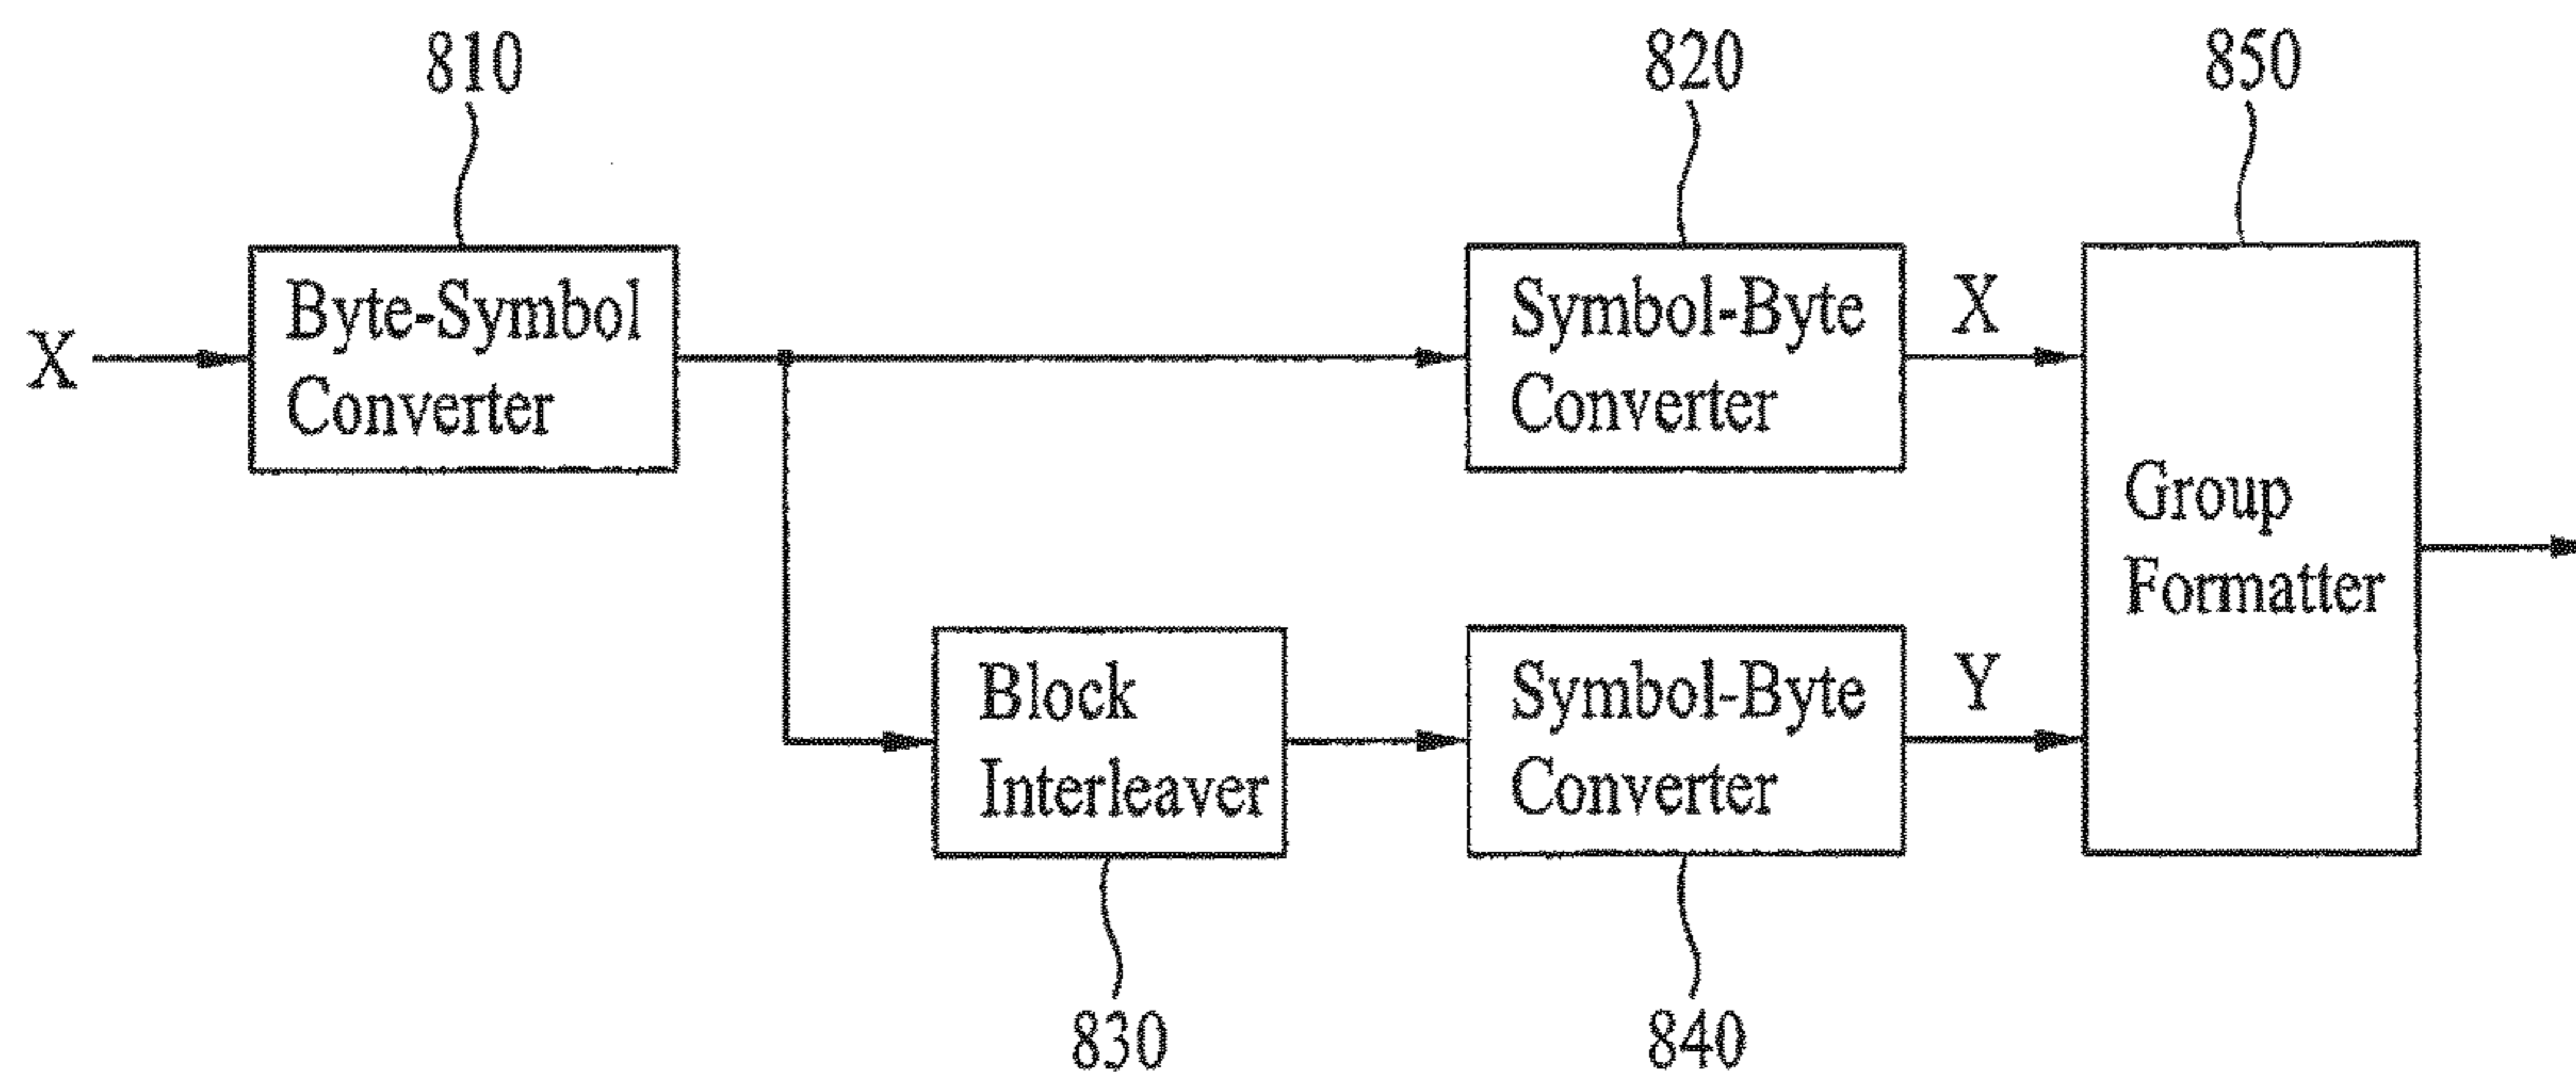 810
820
850
X
Byte-Symbol
Converter
Symbol-Byte
Converter
X
Group
Formatter
Block
Interleaver
Symbol-Byte
Converter
Y
830
840